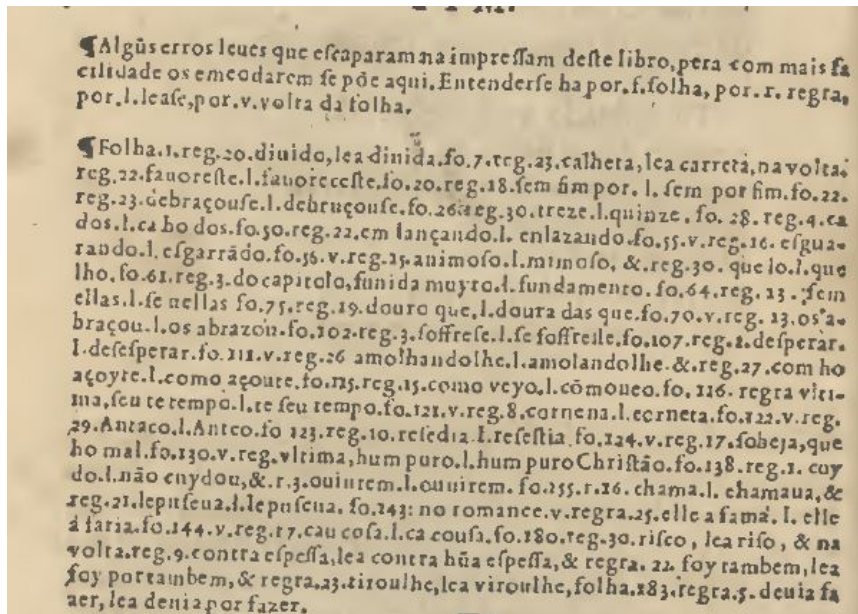 ¶Algũs erros leues que eſcaparam na impreſſam deſte libro, pera com mais fa
cilidade os emẽdarem ſe põe aqui. Entenderſe ha por. f. folha, por. r. regra,
por. l. leaſe, por. v. volta da folha.
¶Folha.1.reg.20.diuido, lea diuida.fo.7.reg.23.calheta, lea carreta, na volta.
reg.22.fauoreſte.l.fauoreceſte.fo.20.reg.18.ſem fim por. l. ſem por fim.fo.22.
reg.23.debraçouſe.l.debruçouſe.fo.26.reg.30.treze.l.quinze. fo. 28. reg.4.ca
dos.l.ca ho dos.fo.50.reg.22.em lançando.l. enlazando.fo.55.v.reg.16. eſgua-
rando.l. eſgarrãdo.fo.56.v.reg.25.animoſo.l.mimoſo, &.reg.30. que lo.l.que
lho.fo.61.reg.3.do capitolo, funida muyto.l.fundamento. fo.64.reg. 13. ſem
ellas.l.ſe nellas fo.75.reg.19.douro que.l.doura das que.fo.70.v.reg. 13.os a-
braçou.l.os abrazou.fo.102.reg.3.ſoffreſe.l.ſe ſoffreſſe.fo.107.reg.1.deſperar.
l.deſeſperar.fo.111.v.reg.26 amolhandolhe.l.amolandolhe.&.reg.27.com ho
açoyte.l.como açoute.fo.115.reg.15.como veyo.l.cõmoueo.fo. 116. regra vlti-
ma, ſeu te tempo.l.te ſeu tempo.fo.121.v.reg.8.cornena.l.corneta.fo.122.v.reg.
29.Antaco.l.Anteo.fo 123.reg.10.reſedia.l.reſeſtia.fo.124.v.reg.17.ſobeja, que
ho mal.fo.130.v.reg.vltima, hum puro.l.hum puro Chriſtão.fo.138.reg.1. cuy
do.l.não cuydou, &.r.3.ouiurem.l.ouuirem. fo.155.r.16. chama.l. chamaua, &
reg.21.lepuſeua.l.lepuſeua. fo.143: no romance.v.regra.25.elle a fama. l. elle
a faria.fo.144.v.reg.17.cau coſa.l.ca couſa.fo.180.reg.30.riſco, lea riſo, & na
volta.reg.9.contra eſpeſſa, lea contra hũa eſpeſſa, & regra. 22. foy tambem, lea
foy por tambem, & regra.23.tiroulhe, lea viroulhe, folha.183.regra.5.deuia fa
zer, lea deuia por fazer.